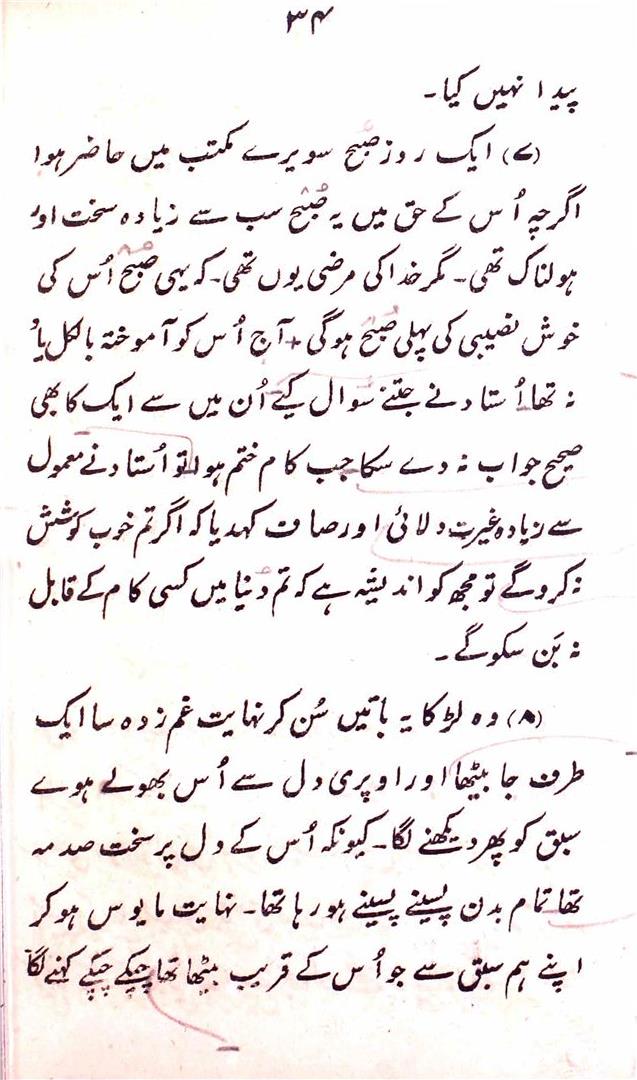 ۳۴
پیدا نہیں کیا۔
(۷) ایک روز صبح سویرے مکتب میں حاضر ہوا
اگرچہ اُس کے حق میں یہ صُبح سب سے زیادہ سخت اور
ہولناک تھی۔ مگر خدا کی مرضی یوں تھی۔ کہ یہی صبح اُس کی
خوش نصیبی کی پہلی صُبح ہوگی + آج اُس کو آموختہ بالکل یاد
نہ تھا اُستاد نے جتنے سوال کیے اُن میں سے ایک کا بھی
صحیح جواب نہ دے سکا جب کام ختم ہوا تو اُستاد نے معمول
سے زیادہ غیرت دلائی اور صاف کہدیا کہ اگر تم خوب کوشش
نہ کروگے تو مجھ کو اندیشہ ہے کہ تم دُنیا میں کسی کام کے قابل
نہ بَن سکوگے۔
(۸) وہ لڑکا یہ باتیں سُن کر نہایت غم زدہ سا ایک
طرف جا بیٹھا اور اوپری دل سے اُس بھولے ہوے
سبق کو پھر دیکھنے لگا۔ کیونکہ اُس کے دل پر سخت صدمہ
تھا تمام بدن پسینے پسینے ہو رہا تھا۔ نہایت مایوس ہو کر
اپنے ہم سبق سے جو اُس کے قریب بیٹھا تھا چپکے چپکے کہنے لگا